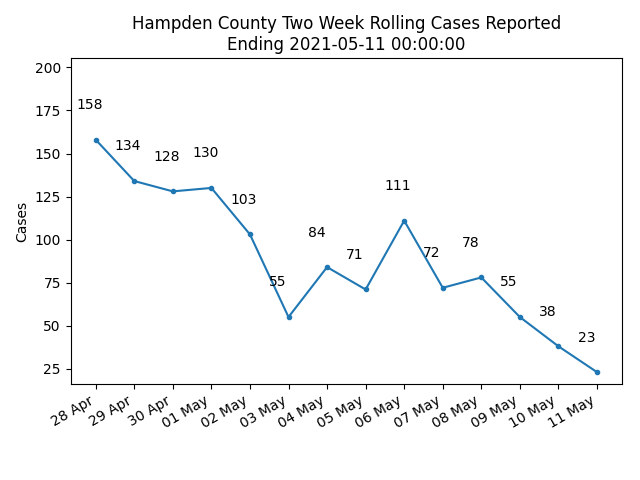 Hampden County Two Week Rolling Cases Reported
Ending 2021-05-11 00:00:00
200
175
150
125
100
75
50
25
Cases
158
134
128
130
103
55
84
71
111
72
78
55
38
23
28 Apr
29 Apr
30 Apr
01 May
02 May
03 May
04 May
05 May
06 May
07 May
08 May
09 May
10 May
11 May